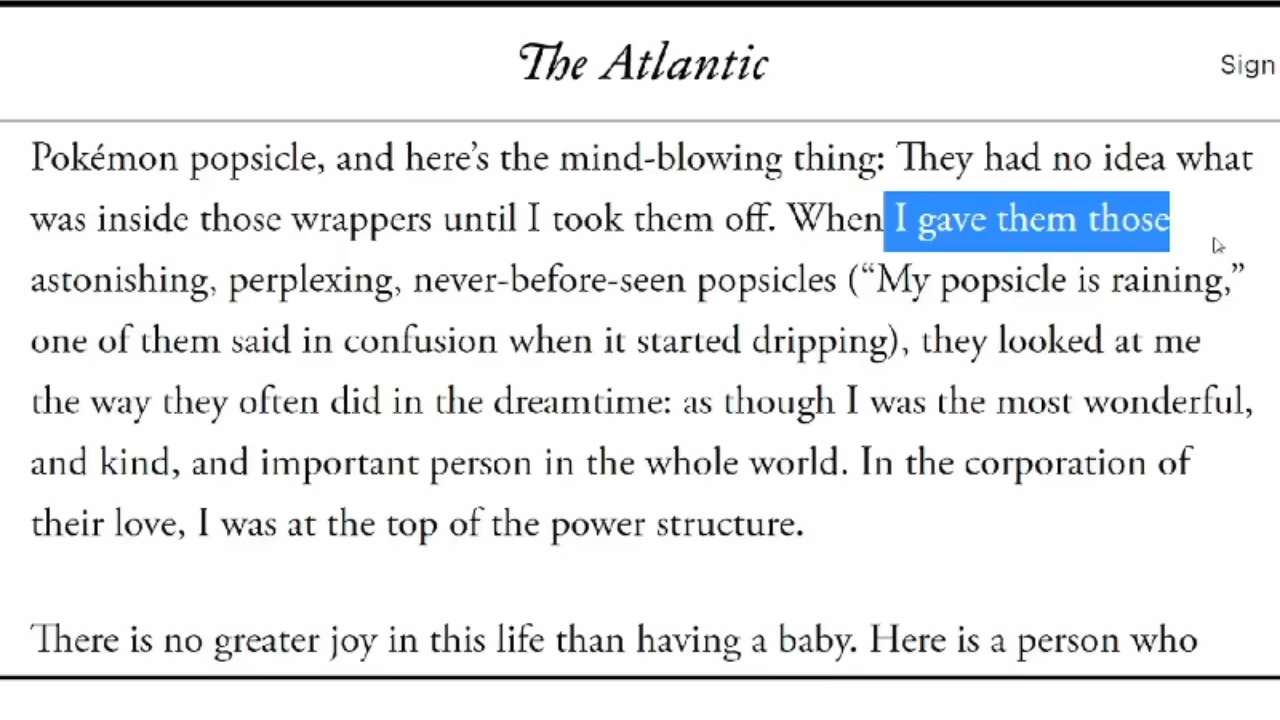 The Atlantic
Sign
Pokémon popsicle, and here’s the mind-blowing thing: They had no idea what
was inside those wrappers until I took them off. When I gave them those
astonishing, perplexing, never-before-seen popsicles (“My popsicle is raining,”
one of them said in confusion when it started dripping), they looked at me
the way they often did in the dreamtime: as though I was the most wonderful,
and kind, and important person in the whole world. In the corporation of
their love, I was at the top of the power structure.
There is no greater joy in this life than having a baby. Here is a person who